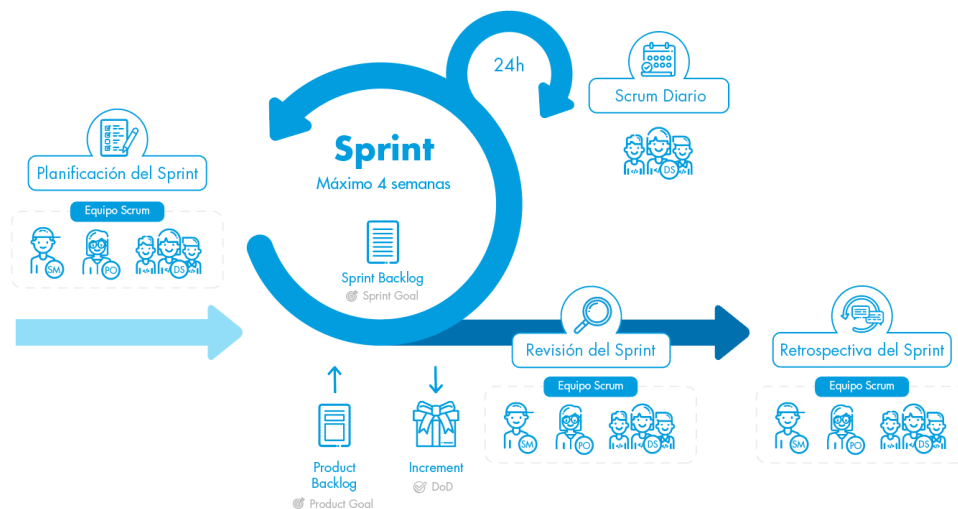 24h
Scrum Diario
DS
Planificación del Sprint
Equipo Scrum
SM
PO
DS
Sprint
Máximo 4 semanas
Sprint Backlog
Sprint Goal
Revisión del Sprint
Equipo Scrum
SM
PO
DS
Retrospectiva del Sprint
Equipo Scrum
SM
PO
DS
Product
Backlog
Product Goal
Increment
DoD